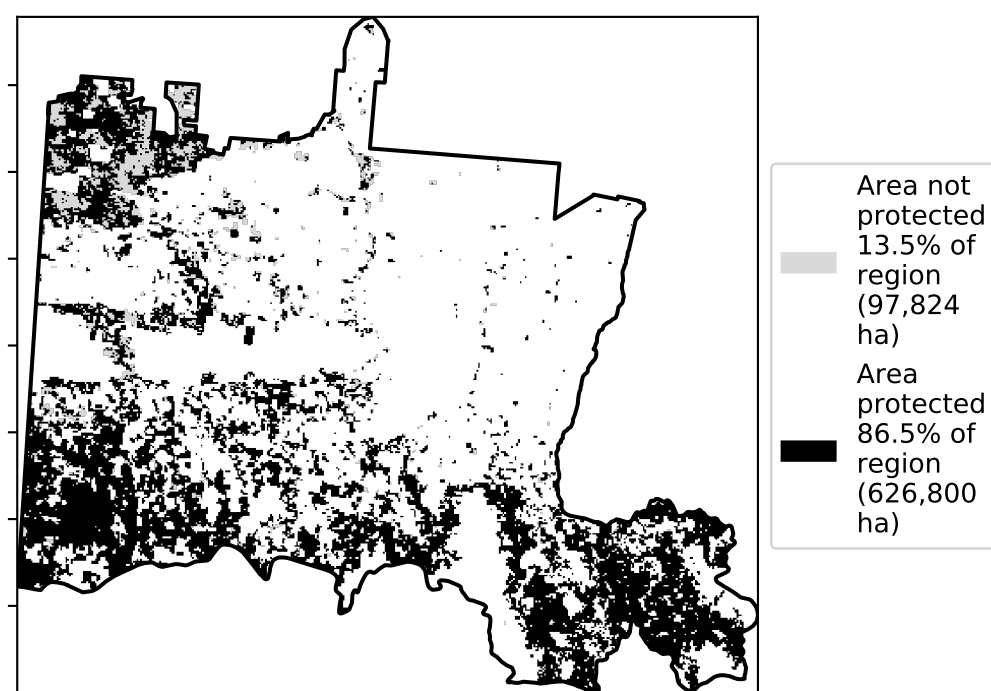 Area not
protected
13.5% of
region
(97,824
ha)
Area
protected
86.5% of
region
(626,800
ha)